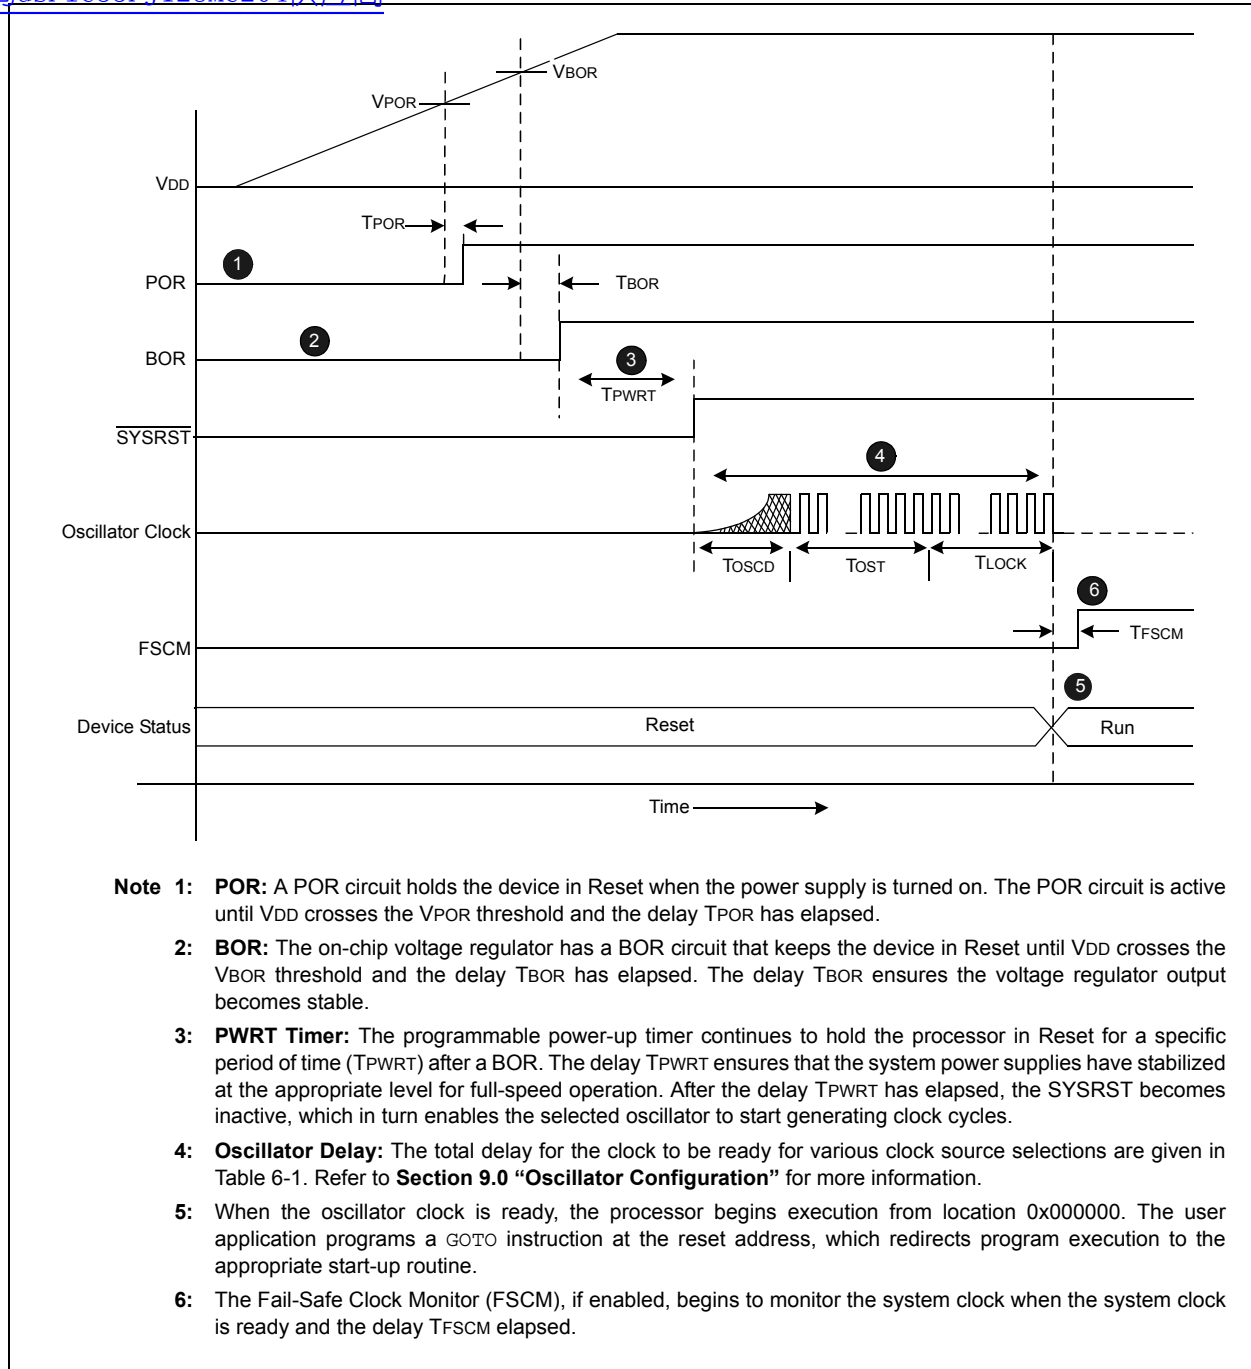 VBOR
VPOR
VDD
TPOR
1
POR
TBOR
2
BOR
3
TPWRT
SYSRST
4
Oscillator Clock
TOSCD
TOST
TLOCK
6
FSCM
TFSCM
5
Device Status
Reset
Run
Time
Note 1: POR: A POR circuit holds the device in Reset when the power supply is turned on. The POR circuit is active
until VDD crosses the VPOR threshold and the delay TPOR has elapsed.
2: BOR: The on-chip voltage regulator has a BOR circuit that keeps the device in Reset until VDD crosses the
VBOR threshold and the delay TBOR has elapsed. The delay TBOR ensures the voltage regulator output
becomes stable.
3: PWRT Timer: The programmable power-up timer continues to hold the processor in Reset for a specific
period of time (TPWRT) after a BOR. The delay TPWRT ensures that the system power supplies have stabilized
at the appropriate level for full-speed operation. After the delay TPWRT has elapsed, the SYSRST becomes
inactive, which in turn enables the selected oscillator to start generating clock cycles.
4: Oscillator Delay: The total delay for the clock to be ready for various clock source selections are given in
Table 6-1. Refer to Section 9.0 “Oscillator Configuration” for more information.
5: When the oscillator clock is ready, the processor begins execution from location 0x000000. The user
application programs a GOTO instruction at the reset address, which redirects program execution to the
appropriate start-up routine.
6: The Fail-Safe Clock Monitor (FSCM), if enabled, begins to monitor the system clock when the system clock
is ready and the delay TFSCM elapsed.